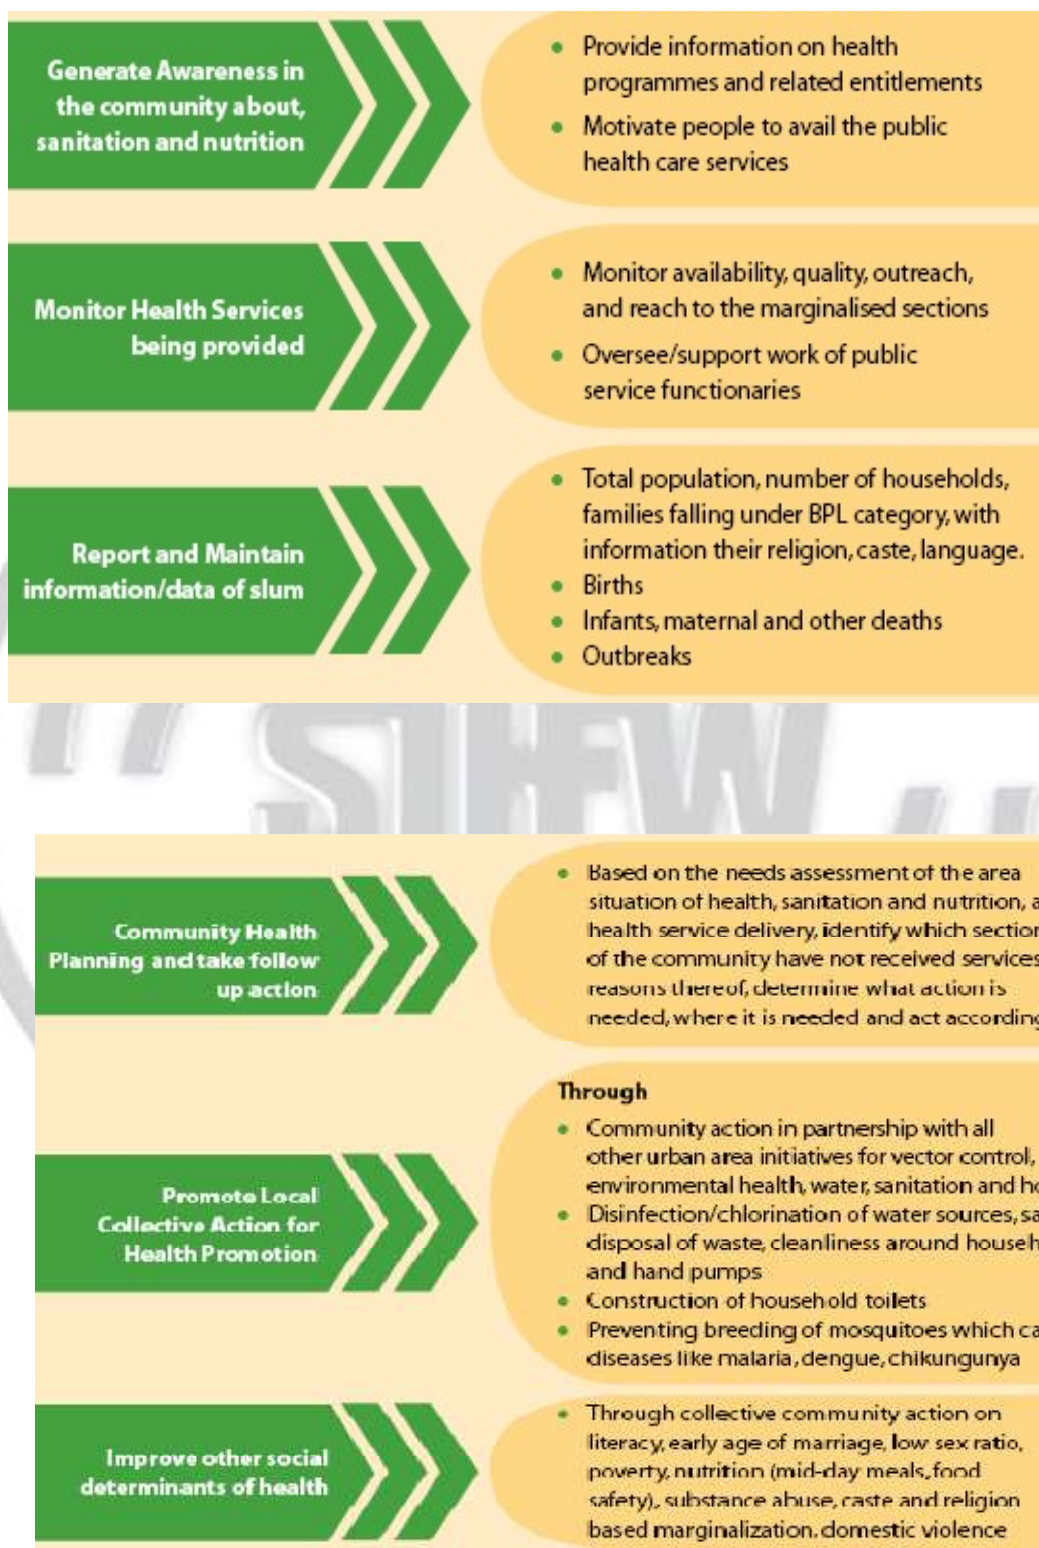 Generate Awareness in
the community about,
sanitation and nutrition
• Provide information on health
programmes and related entitlements
• Motivate people to avail the public
health care services
Monitor Health Services
being provided
• Monitor availability, quality, outreach,
and reach to the marginalised sections
• Oversee/support work of public
service functionaries
Report and Maintain
information/data of slum
• Total population, number of households,
families falling under BPL category, with
information their religion, caste, language.
• Births
• Infants, maternal and other deaths
• Outbreaks
Community Health
Planning and take follow
up action
• Based on the needs assessment of the area
situation of health, sanitation and nutrition,
health service delivery, identify which section
of the community have not received services
reasons thereof, determine what action is
needed, where it is needed and act
Promote Local
Collective Action for
Health Promotion
Through
• Community action in partnership with all
other urban area initiatives for vector control,
environmental health, water, sanitation and
• Disinfection/chlorination of water sources,
disposal of waste, cleanliness around
and hand pumps
• Construction of household toilets
• Preventing breeding of mosquitoes which
diseases like malaria, dengue, chikungunya
Improve other social
determinants of health
• Through collective community action on
literacy, early age of marriage, low sex ratio,
poverty, nutrition (mid-day meals, food
safety), substance abuse, caste and religion
based marginalization, domestic violence